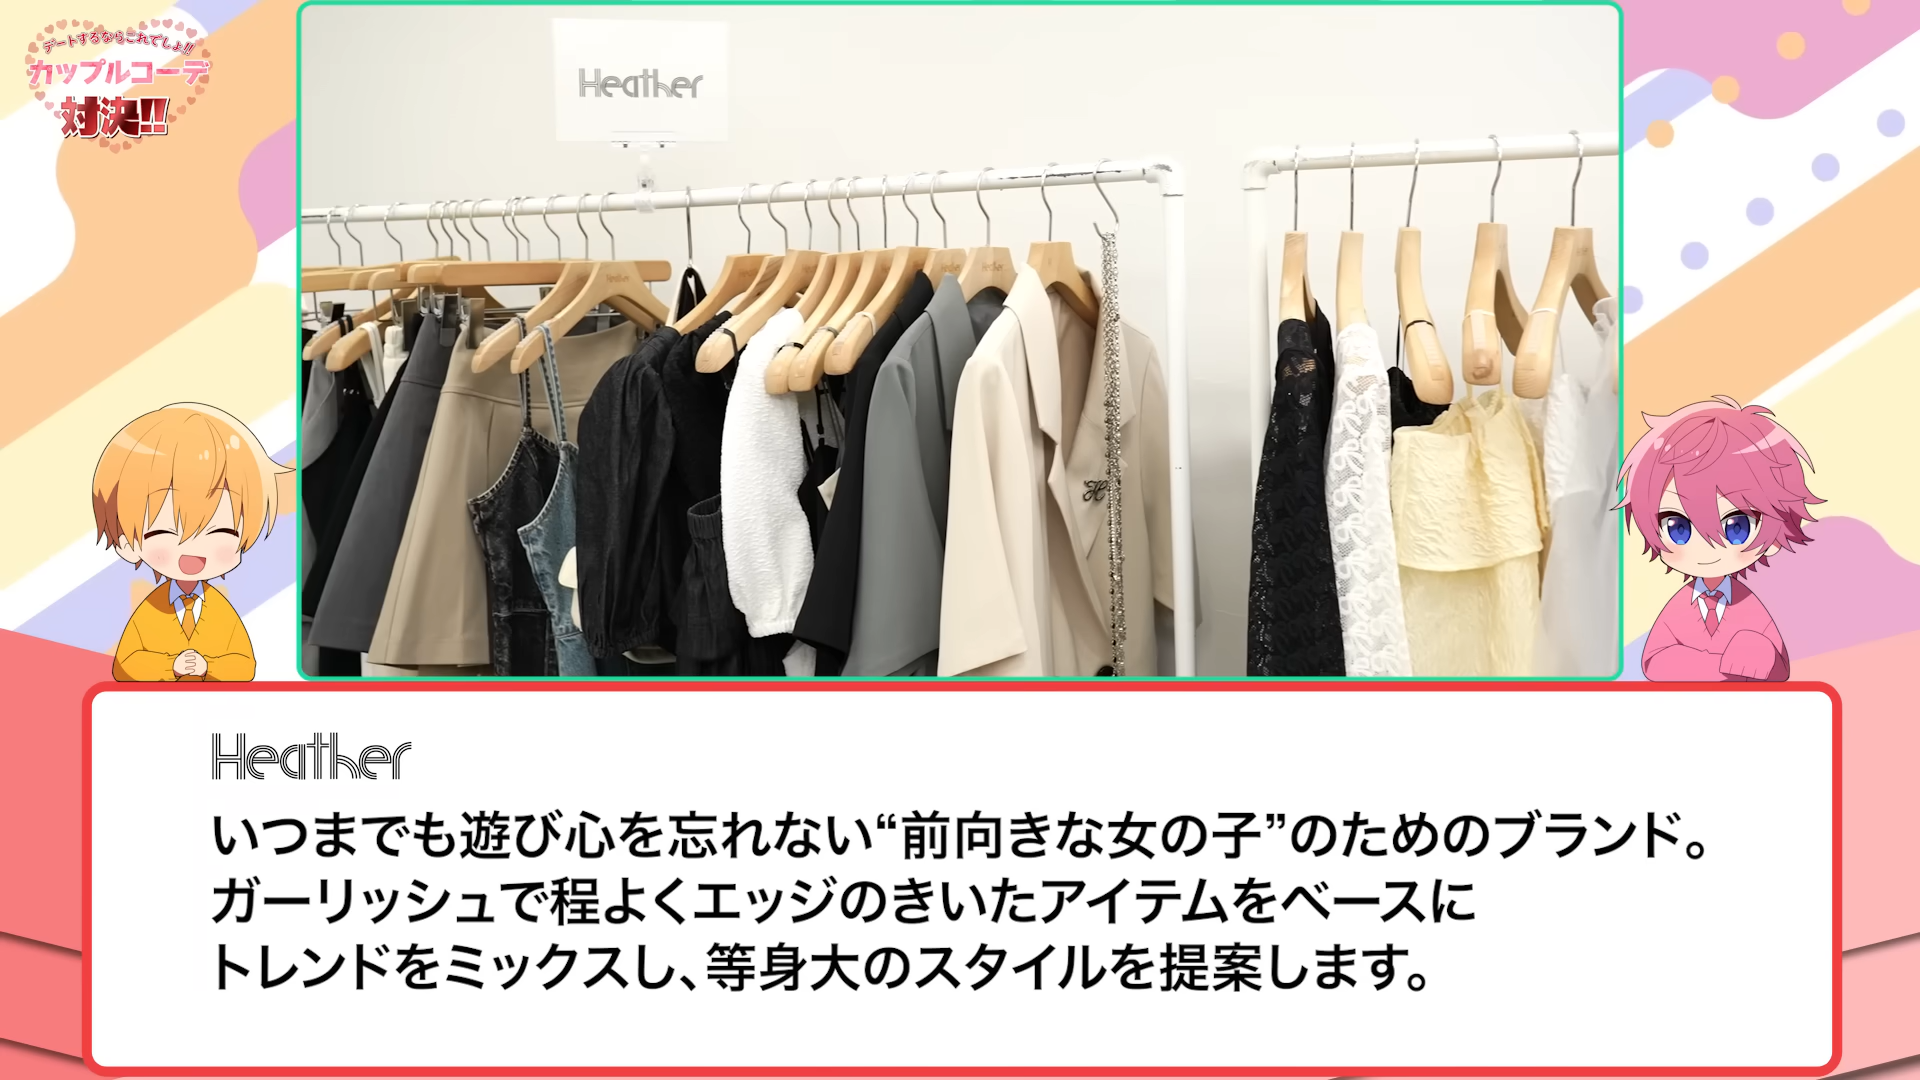 デートするならこれでしょ!!
カップルコーデ
対決!!
Heather
Heather
いつまでも遊び心を忘れない“前向きな女の子”のためのブランド。
ガーリッシュで程よくエッジのきいたアイテムをベースに
トレンドをミックスし、等身大のスタイルを提案します。